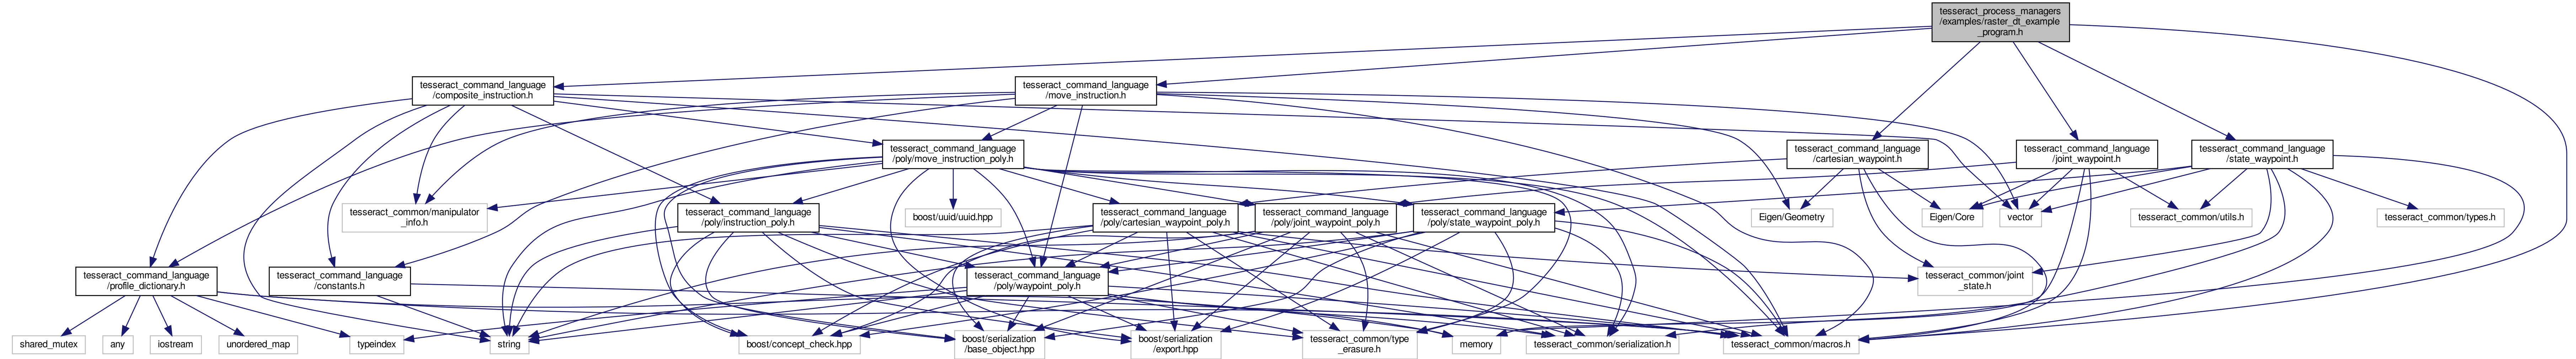 tesseract_process_managers
/examples/raster_dt_example
_program.h
tesseract_command_language
/composite_instruction.h
tesseract_command_language
/move_instruction.h
tesseract_command_language
/poly/move_instruction_poly.h
tesseract_command_language
/cartesian_waypoint.h
tesseract_command_language
/joint_waypoint.h
tesseract_command_language
/state_waypoint.h
tesseract_common/manipulator
_info.h
tesseract_command_language
/poly/instruction_poly.h
boost/uuid/uuid.hpp
tesseract_command_language
/poly/cartesian_waypoint_poly.h
tesseract_command_language
/poly/joint_waypoint_poly.h
tesseract_command_language
/poly/state_waypoint_poly.h
Eigen/Geometry
Eigen/Core
vector
tesseract_common/utils.h
tesseract_common/types.h
tesseract_command_language
/profile_dictionary.h
tesseract_command_language
/constants.h
tesseract_command_language
/poly/waypoint_poly.h
tesseract_common/joint
_state.h
shared_mutex
any
iostream
unordered_map
typeindex
string
boost/concept_check.hpp
boost/serialization
/base_object.hpp
boost/serialization
/export.hpp
tesseract_common/type
_erasure.h
memory
tesseract_common/serialization.h
tesseract_common/macros.h